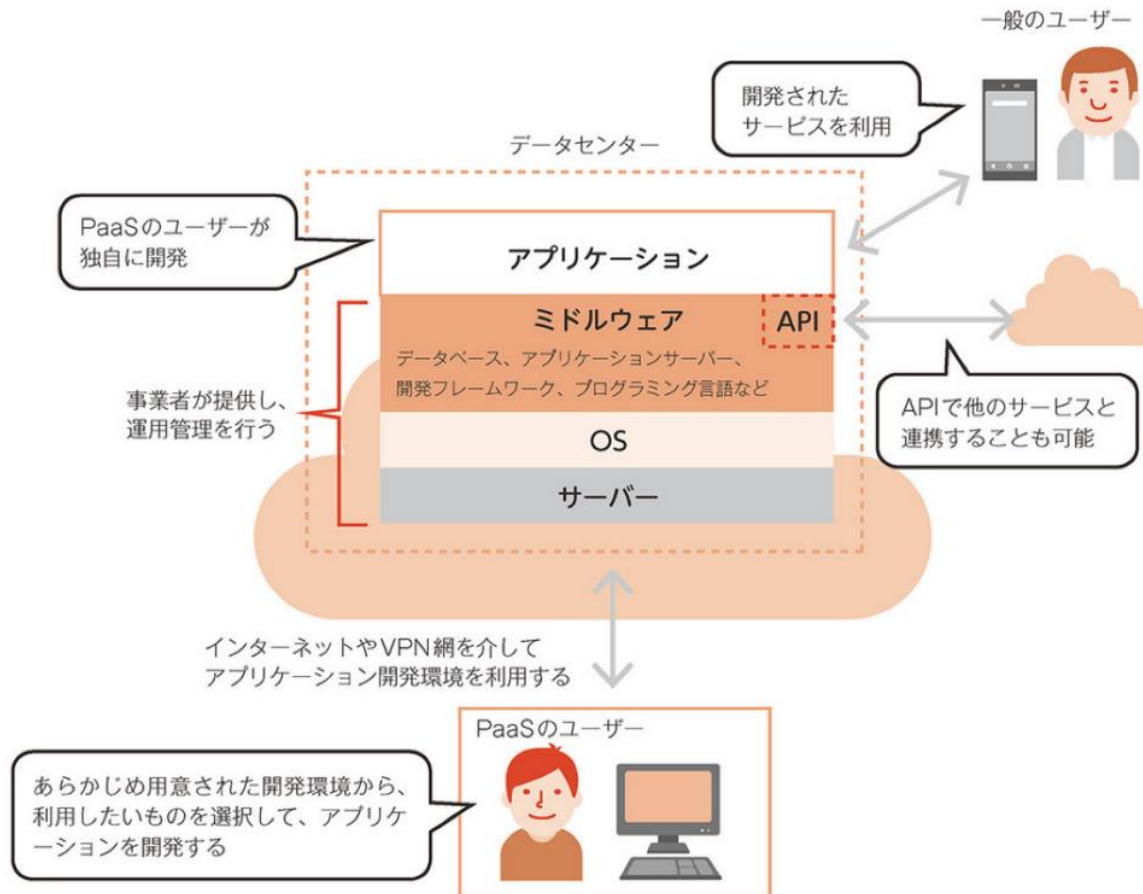 一般のユーザー
開発された
サービスを利用
データセンター
PaaSのユーザーが
独自に開発
アプリケーション
ミドルウェア
API
データベース、アプリケーションサーバー、
開発フレームワーク、プログラミング言語など
事業者が提供し、
運用管理を行う
APIで他のサービスと
連携することも可能
OS
サーバー
インターネットやVPN網を介して
アプリケーション開発環境を利用する
PaaSのユーザー
あらかじめ用意された開発環境から、
利用したいものを選択して、アプリケ
ーションを開発する